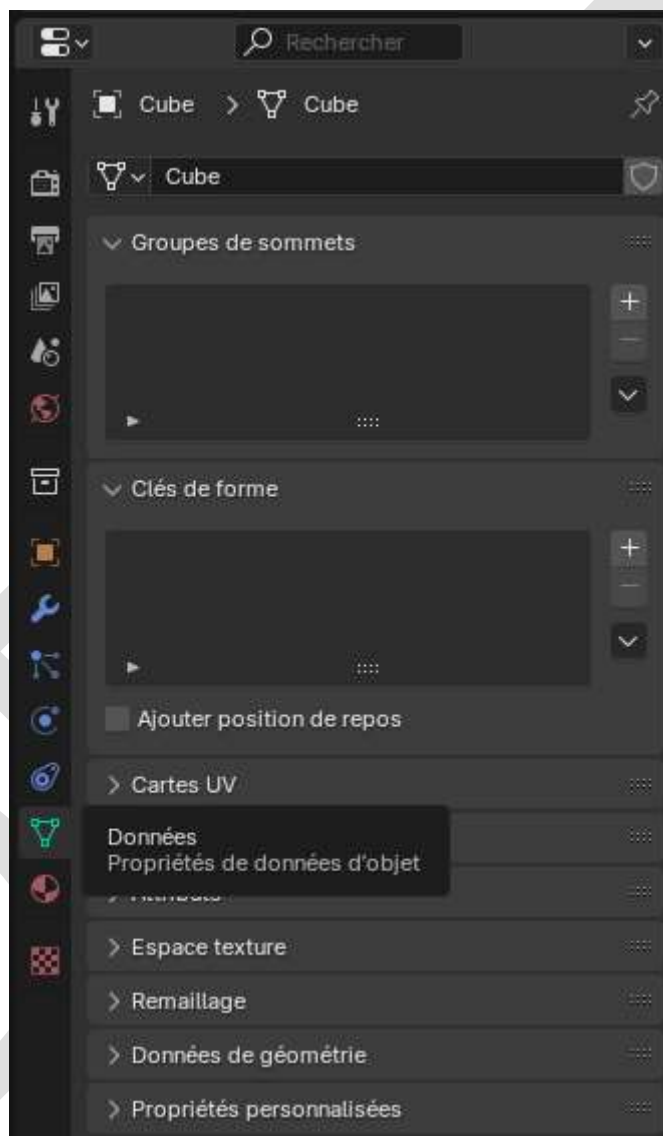 Rechercher
Cube > Cube
Cube
Groupes de sommets
Clés de forme
Ajouter position de repos
Cartes UV
Données
Propriétés de données d'objet
Espace texture
Remaillage
Données de géométrie
Propriétés personnalisées